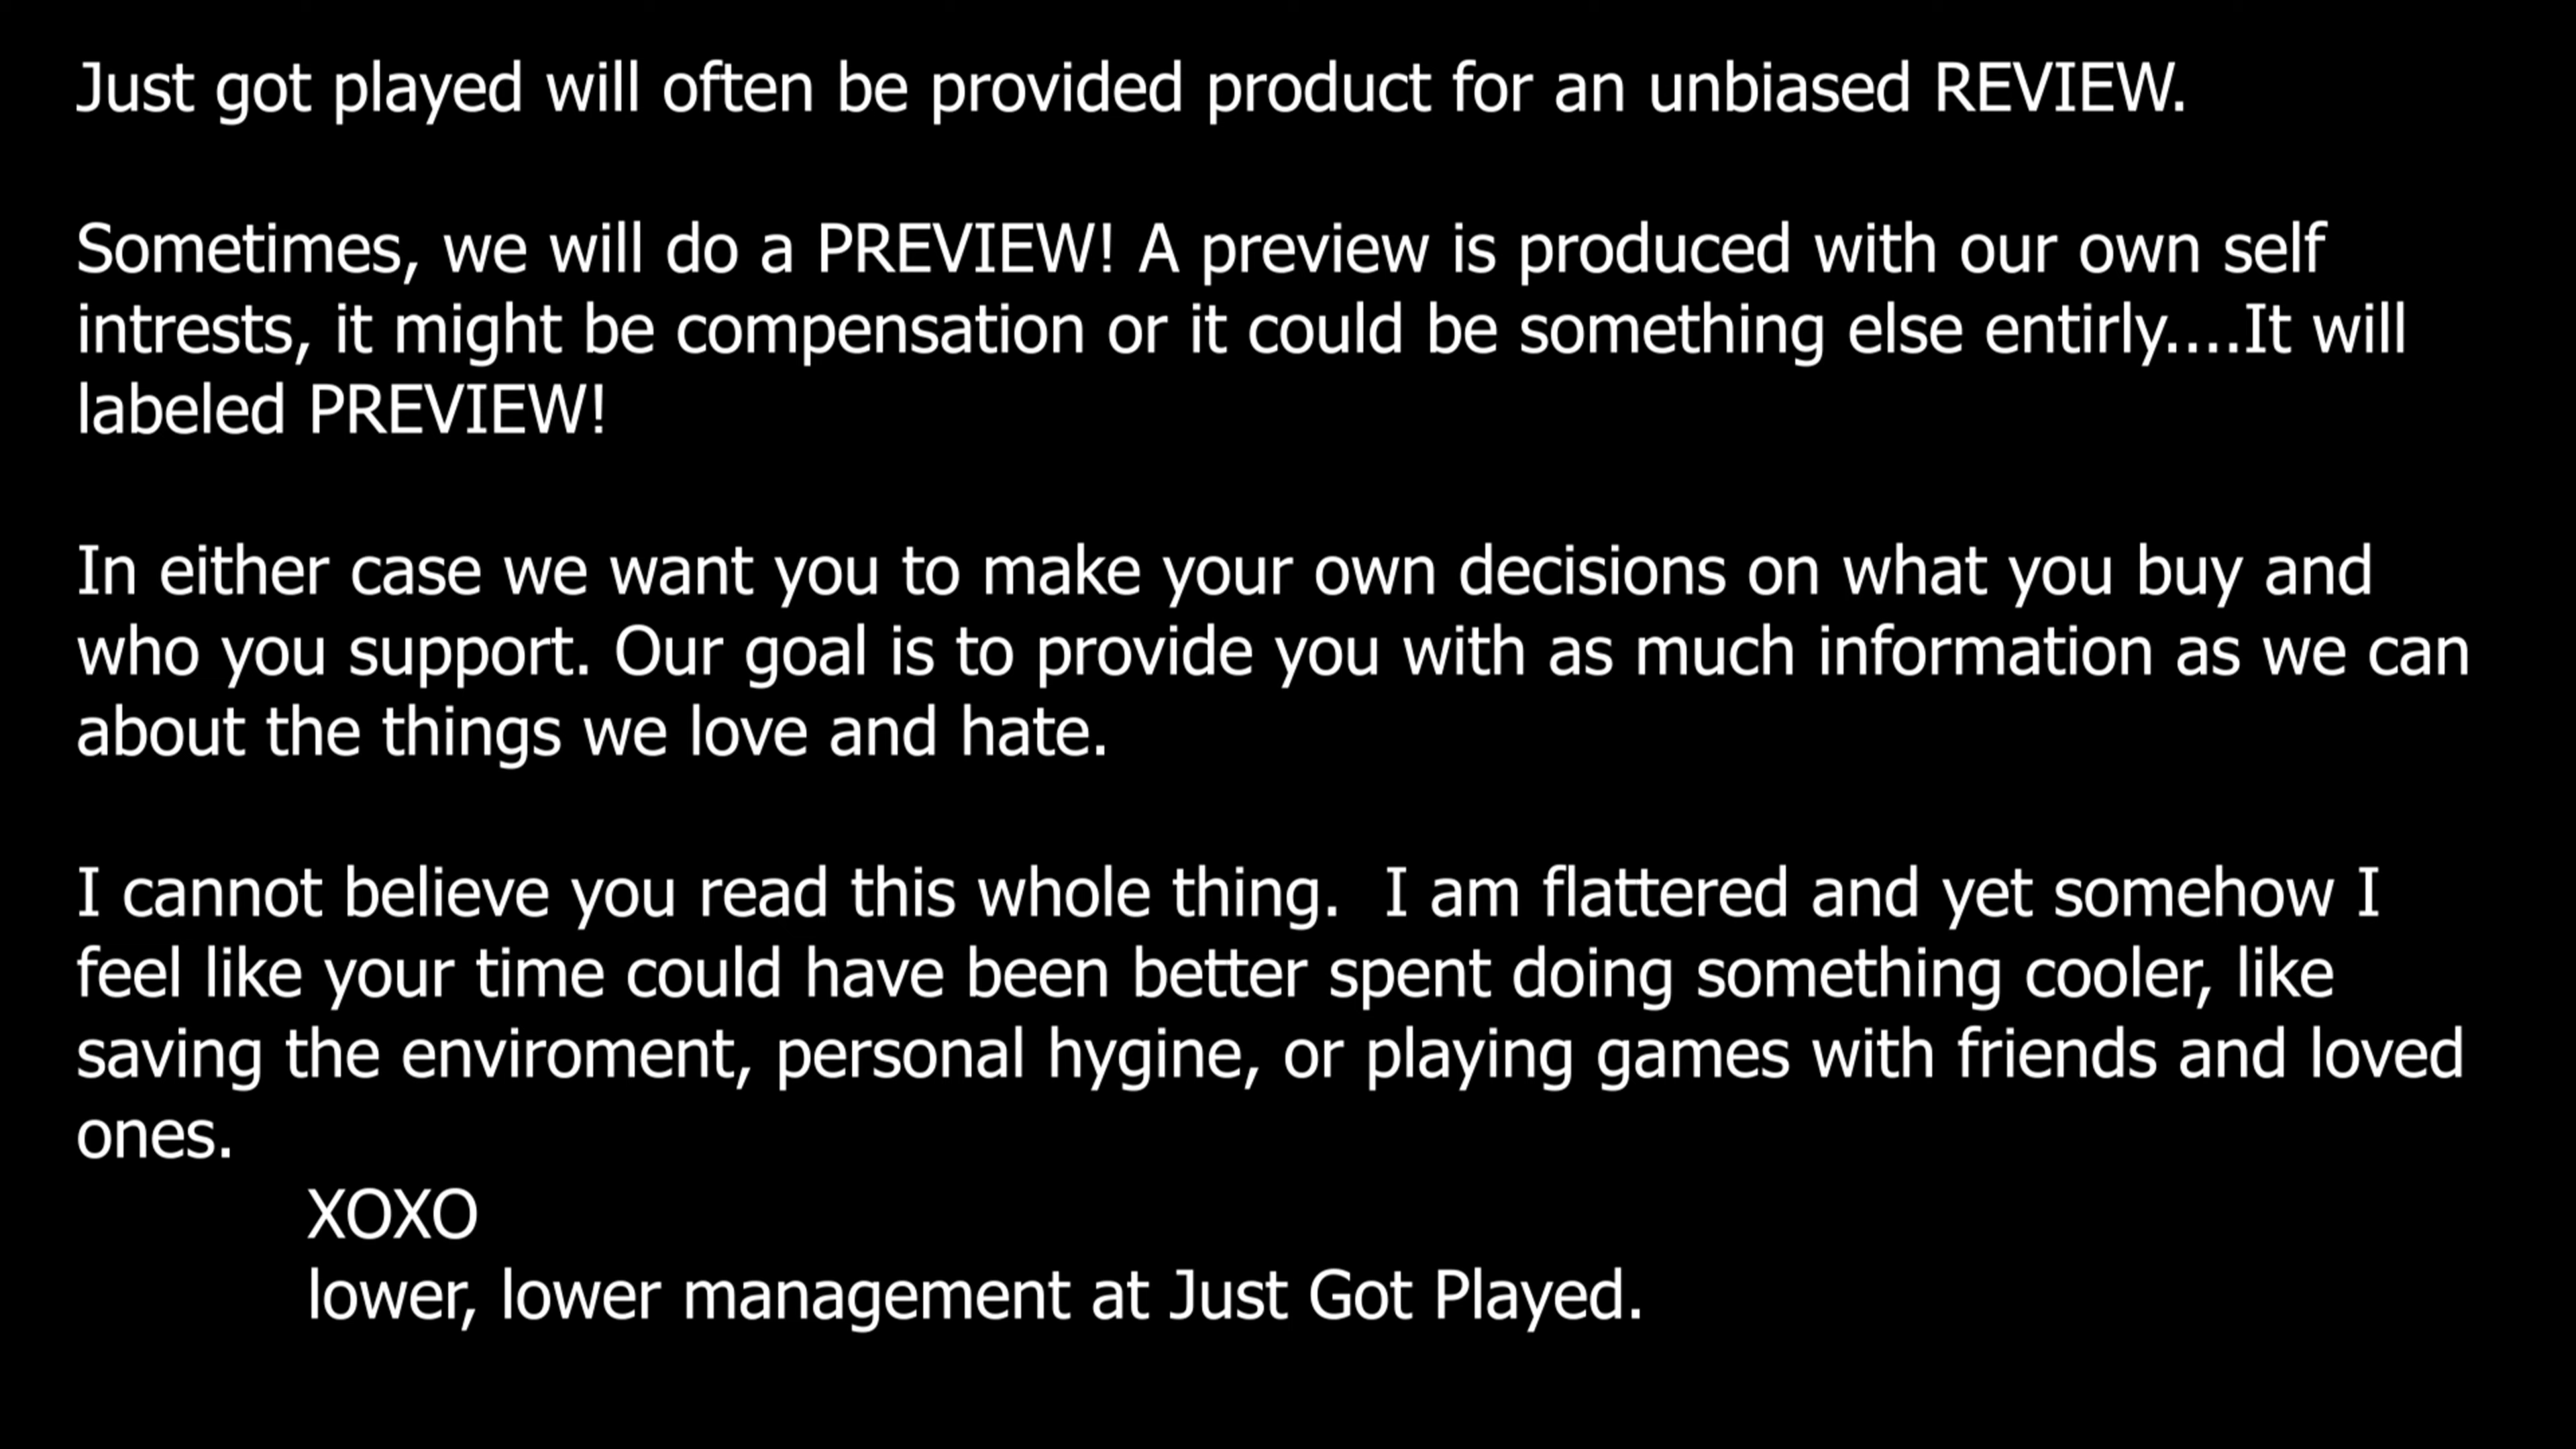 Just got played will often be provided product for an unbiased REVIEW.
Sometimes, we will do a PREVIEW! A preview is produced with our own self
intrests, it might be compensation or it could be something else entirly....It will
labeled PREVIEW!
In either case we want you to make your own decisions on what you buy and
who you support. Our goal is to provide you with as much information as we can
about the things we love and hate.
I cannot believe you read this whole thing.  I am flattered and yet somehow I
feel like your time could have been better spent doing something cooler, like
saving the enviroment, personal hygine, or playing games with friends and loved
ones.
XOXO
lower, lower management at Just Got Played.